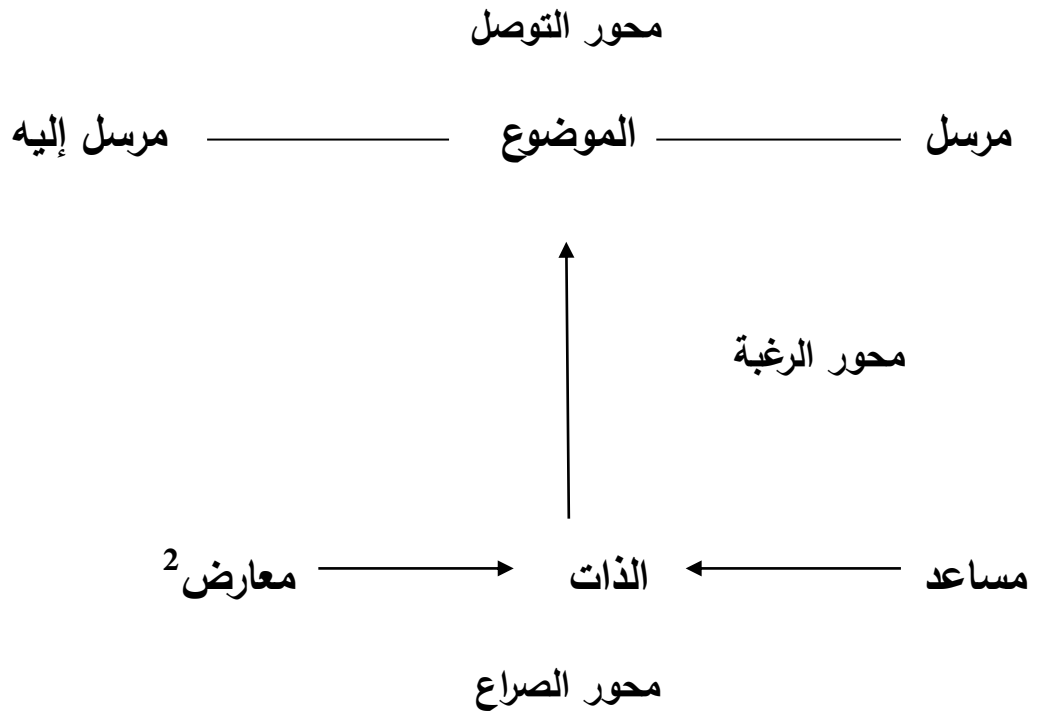 محور التوصل
مرسل الموضوع مرسل إليه
محور الرغبة
مساعد الذات معارض²
محور الصراع